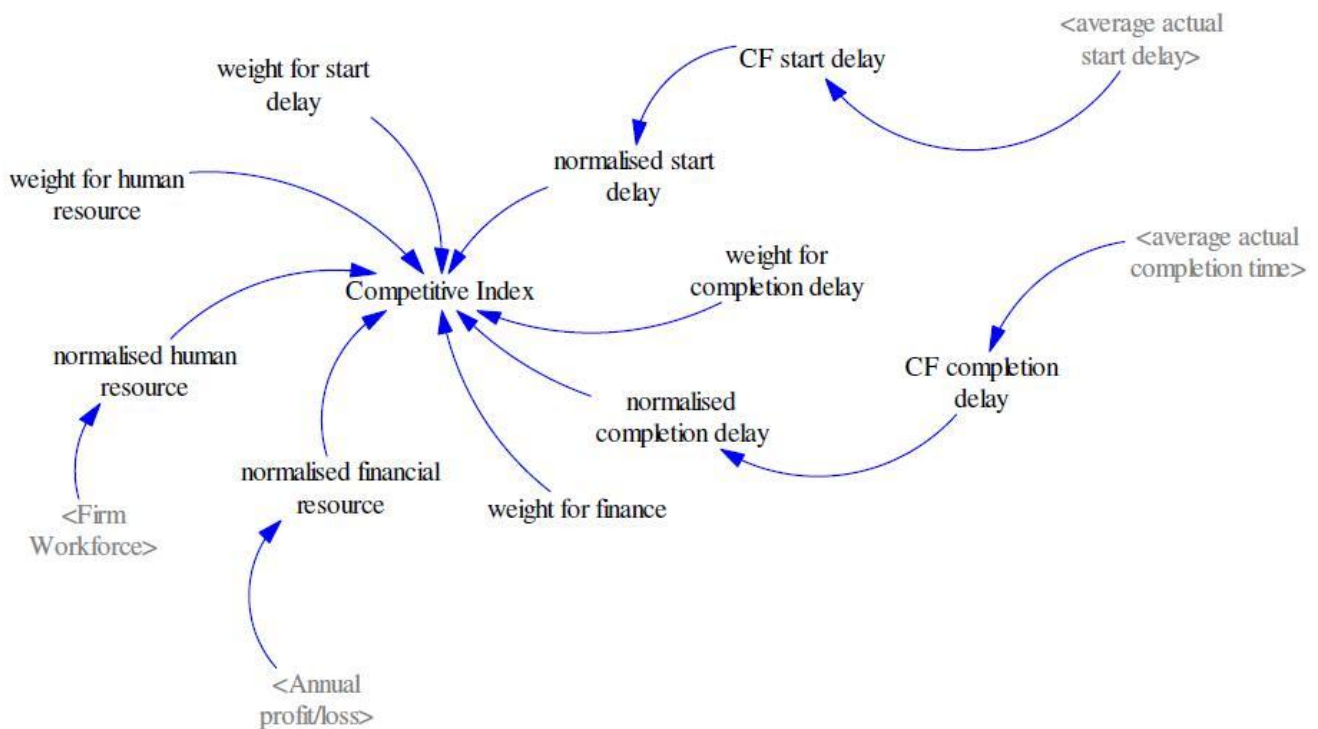 <average actual
start delay>
CF start delay
weight for start
delay
normalised start
delay
weight for human
resource
<average actual
completion time>
weight for
completion delay
Competitive Index
normalised human
resource
CF completion
delay
normalised
completion delay
normalised financial
resource
weight for finance
<Firm
Workforce>
<Annual
profit/loss>